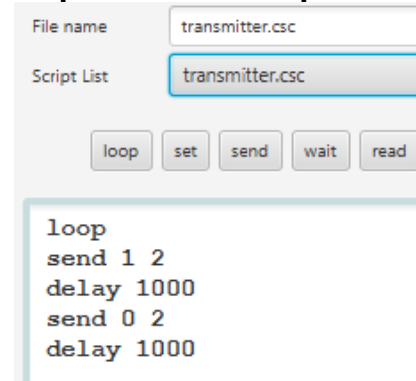 File name transmitter.csc
Script List transmitter.csc
loop set send wait read
loop
send 1 2
delay 1000
send 0 2
delay 1000